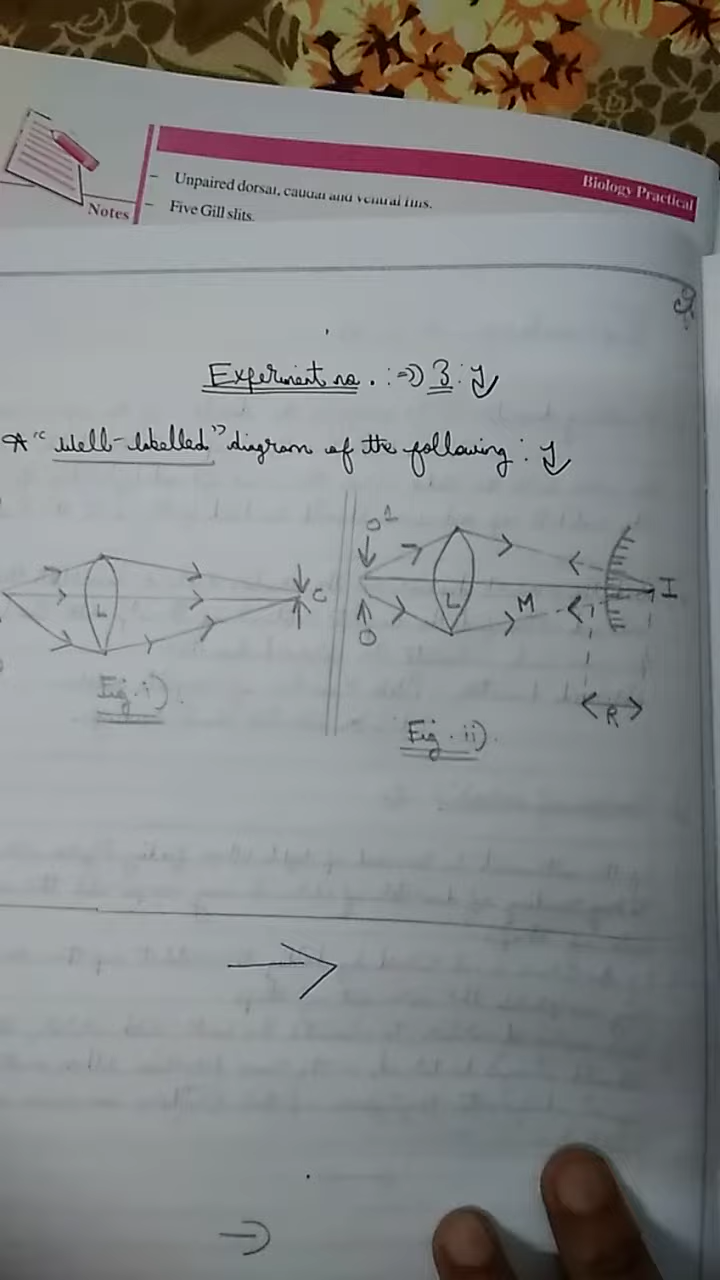 Biology Practical
Notes
– Unpaired dorsal, caudal and ventral fins.
– Five Gill slits.
Experiment no. :⇒ 3 :
A "well-labelled" diagram of the following :
L
C
Fig. i).
O¹
O
L
M
I
R
Fig. ii).